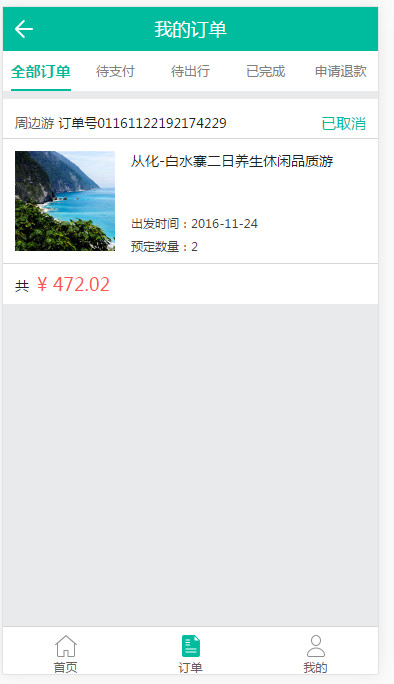 我的订单
全部订单 待支付 待出行 已完成 申请退款
周边游 订单号01161122192174229 已取消
从化-白水寨二日养生休闲品质游
出发时间：2016-11-24
预定数量：2
共 ¥ 472.02
首页 订单 我的